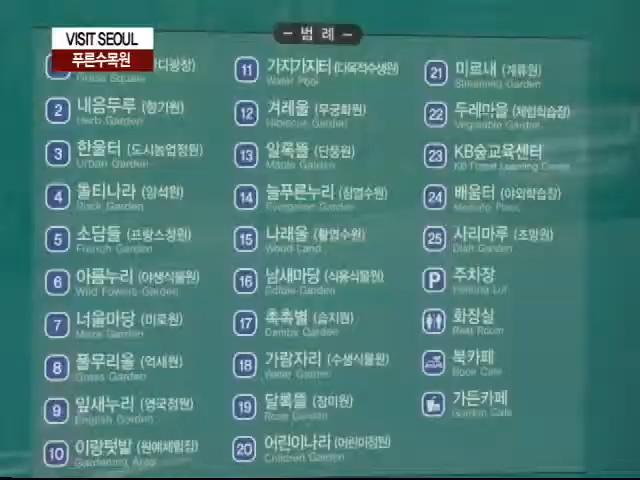 VISIT SEOUL
푸른수목원
범 례
Grass Square
2 내음두루 (향기원)
Herb Garden
3 한울터 (도시농업정원)
Urban Garden
4 돌티나라 (암석원)
Rock Garden
5 소담뜰 (프랑스정원)
French Garden
6 아름누리 (야생식물원)
Wild Flowers Garden
7 너울마당 (미로원)
Maze Garden
8 풀무리울 (억새원)
Grass Garden
9 잎새누리 (영국정원)
English Garden
10 이랑텃밭 (원예체험장)
Gardening Area
11 가지가지터 (다목적수생원)
Water Pool
12 겨레울 (무궁화원)
Hibiscus Garden
13 알록뜰 (단풍원)
Maple Garden
14 늘푸른누리 (침엽수원)
Evergreen Garden
15 나래울 (활엽수원)
Wood Land
16 남새마당 (식용식물원)
Edible Garden
17 촉촉벌 (습지원)
Damby Garden
18 가람자리 (수생식물원)
Water Garden
19 달록뜰 (장미원)
Rose Garden
20 어린이나라 (어린이정원)
Children Garden
21 미르내 (계류원)
Streaming Garden
22 두레마을 (체험학습장)
Vegetable Garden
23 KB숲교육센터
KB Forest Learning Center
24 배움터 (야외학습장)
Meeting Place
25 사리마루 (조망원)
Dish Garden
P 주차장
Parking Lot
화장실
Rest Room
북카페
Book Cafe
가든카페
Garden Cafe